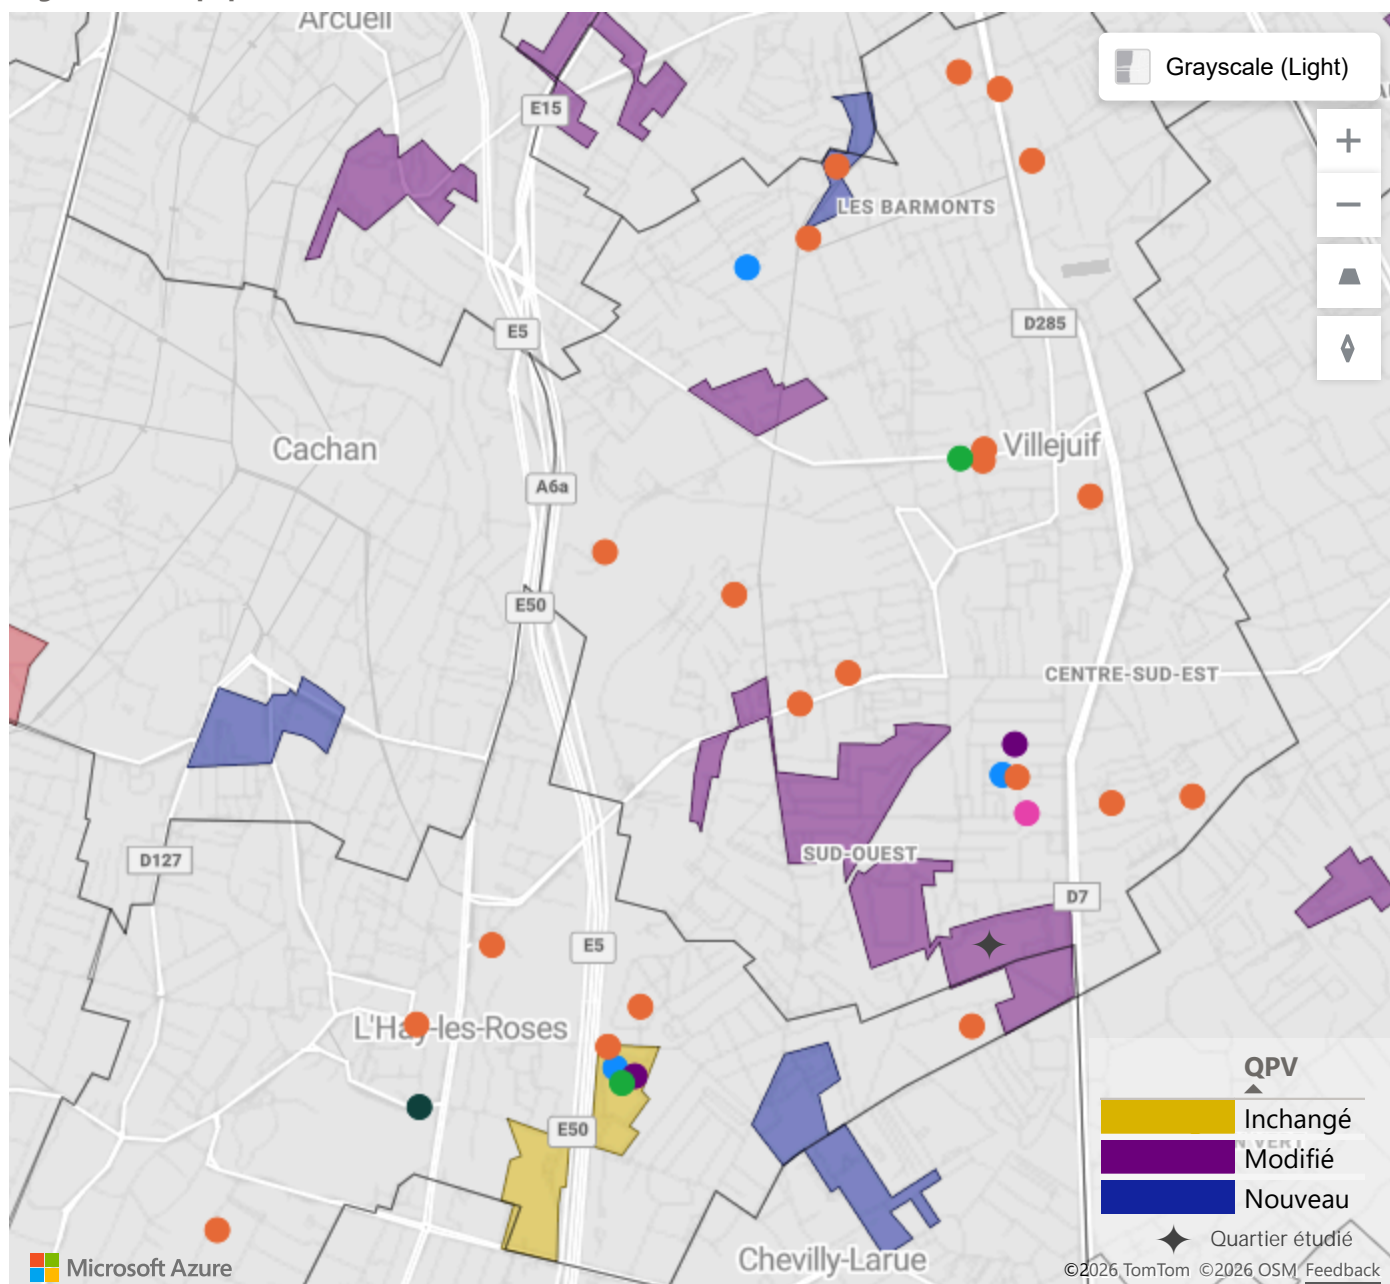 Arcueil
Grayscale (Light)
E15
LES BARMONTS
E5
D285
Cachan
Villejuif
A6a
E50
CENTRE-SUD-EST
SUD-OUEST
D127
D7
E5
L'Haÿ-les-Roses
QPV
E50
Inchangé
N VERT
Modifié
Nouveau
Quartier étudié
Chevilly-Larue
Microsoft Azure
©2026 TomTom ©2026 OSM Feedback